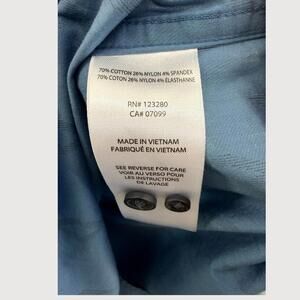 70% COTTON 26% NYLON 4% SPANDEX
70% COTON 26% NYLON 4% ÉLASTHANNE
RN# 123280
CA# 07099
MADE IN VIETNAM
FABRIQUÉ EN VIETNAM
SEE REVERSE FOR CARE
VOIR AU VERSO POUR
LES INSTRUCTIONS
DE LAVAGE